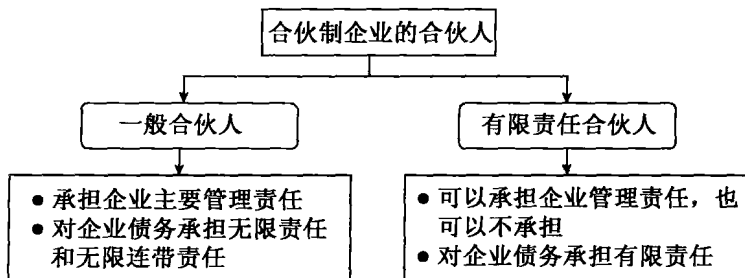 合伙制企业的合伙人
一般合伙人
有限责任合伙人
● 承担企业主要管理责任
● 对企业债务承担无限责任
和无限连带责任
● 可以承担企业管理责任，也
可以不承担
● 对企业债务承担有限责任